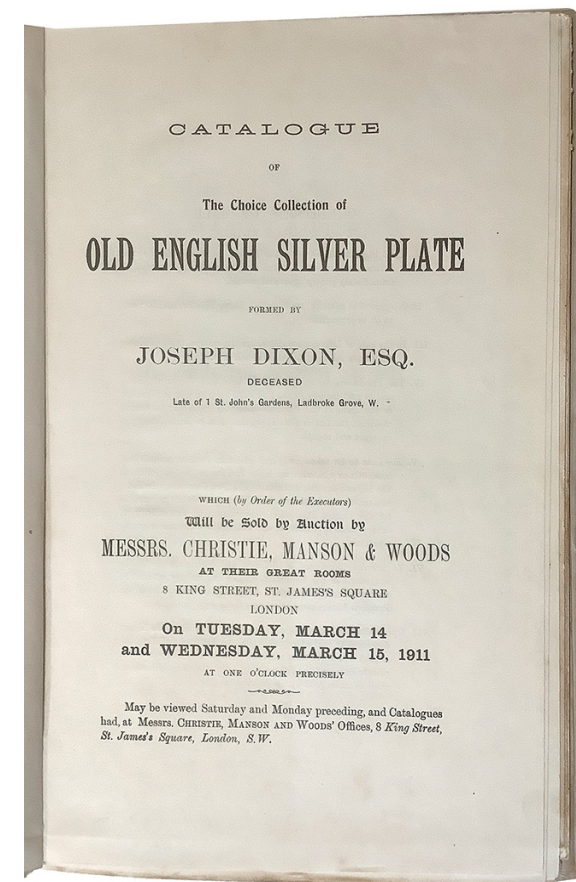 CATALOGUE
OF
The Choice Collection of
OLD ENGLISH SILVER PLATE
FORMED BY
JOSEPH DIXON, ESQ.
DECEASED
Late of 1 St. John's Gardens, Ladbroke Grove, W.
WHICH (by Order of the Executors)
Will be Sold by Auction by
MESSRS. CHRISTIE, MANSON & WOODS
AT THEIR GREAT ROOMS
8 KING STREET, ST. JAMES'S SQUARE
LONDON
On TUESDAY, MARCH 14
and WEDNESDAY, MARCH 15, 1911
AT ONE O'CLOCK PRECISELY
May be viewed Saturday and Monday preceding, and Catalogues
had, at Messrs. CHRISTIE, MANSON AND WOODS' Offices, 8 King Street,
St. James's Square, London, S.W.